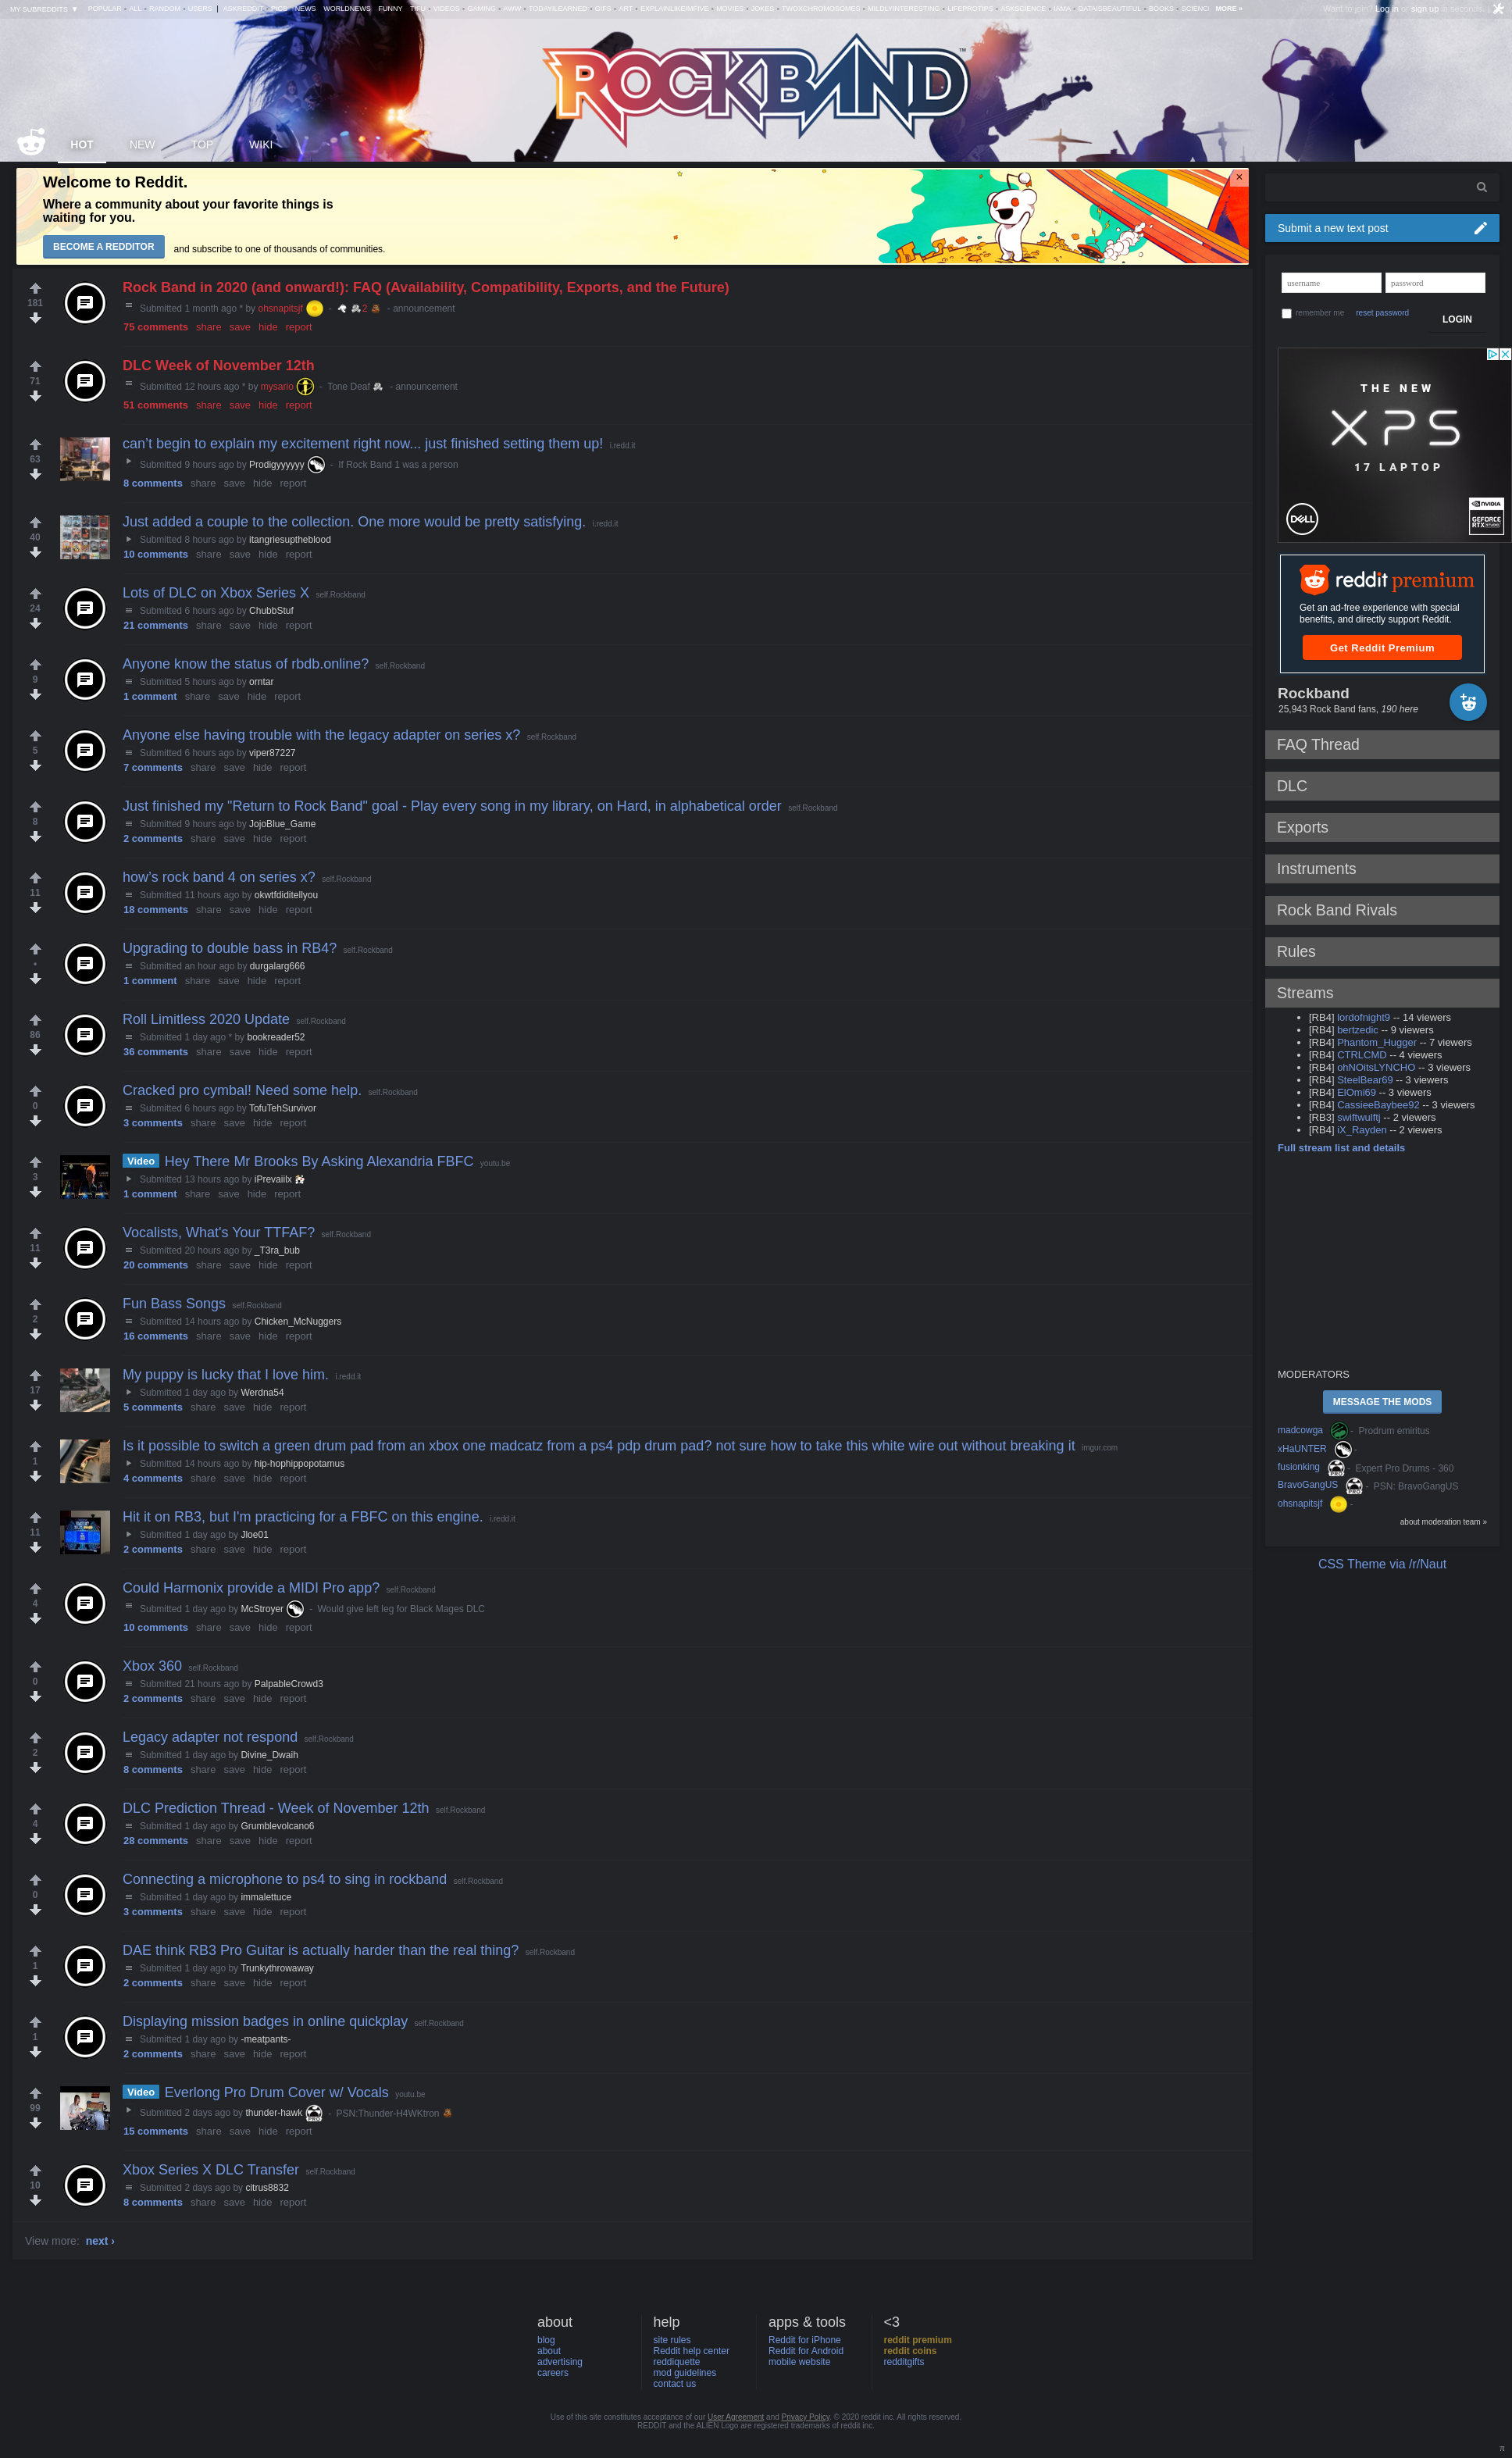 MY SUBREDDITS ▼ POPULAR - ALL - RANDOM - USERS | ASKREDDIT - PICS - NEWS WORLDNEWS FUNNY TIFU - VIDEOS - GAMING - AWW - TODAYILEARNED - GIFS - ART - EXPLAINLIKEIMFIVE - MOVIES - JOKES - TWOXCHROMOSOMES - MILDLYINTERESTING - LIFEPROTIPS - ASKSCIENCE - IAMA - DATAISBEAUTIFUL - BOOKS - SCIENCI MORE »
Want to join? Log in or sign up in seconds.
ROCKBAND™
HOT NEW TOP WIKI
Welcome to Reddit.
Where a community about your favorite things is
waiting for you.
BECOME A REDDITOR and subscribe to one of thousands of communities.
×
181
Rock Band in 2020 (and onward!): FAQ (Availability, Compatibility, Exports, and the Future)
Submitted 1 month ago * by ohsnapitsjf - 2 - announcement
75 comments share save hide report
71
DLC Week of November 12th
Submitted 12 hours ago * by mysario - Tone Deaf - announcement
51 comments share save hide report
63
can't begin to explain my excitement right now... just finished setting them up! i.redd.it
Submitted 9 hours ago by Prodigyyyyyy - If Rock Band 1 was a person
8 comments share save hide report
40
Just added a couple to the collection. One more would be pretty satisfying. i.redd.it
Submitted 8 hours ago by itangriesuptheblood
10 comments share save hide report
24
Lots of DLC on Xbox Series X self.Rockband
Submitted 6 hours ago by ChubbStuf
21 comments share save hide report
9
Anyone know the status of rbdb.online? self.Rockband
Submitted 5 hours ago by orntar
1 comment share save hide report
5
Anyone else having trouble with the legacy adapter on series x? self.Rockband
Submitted 6 hours ago by viper87227
7 comments share save hide report
8
Just finished my "Return to Rock Band" goal - Play every song in my library, on Hard, in alphabetical order self.Rockband
Submitted 9 hours ago by JojoBlue_Game
2 comments share save hide report
11
how's rock band 4 on series x? self.Rockband
Submitted 11 hours ago by okwtfdiditellyou
18 comments share save hide report
•
Upgrading to double bass in RB4? self.Rockband
Submitted an hour ago by durgalarg666
1 comment share save hide report
86
Roll Limitless 2020 Update self.Rockband
Submitted 1 day ago * by bookreader52
36 comments share save hide report
0
Cracked pro cymbal! Need some help. self.Rockband
Submitted 6 hours ago by TofuTehSurvivor
3 comments share save hide report
3
Video Hey There Mr Brooks By Asking Alexandria FBFC youtu.be
Submitted 13 hours ago by iPrevaiilx
1 comment share save hide report
11
Vocalists, What's Your TTFAF? self.Rockband
Submitted 20 hours ago by _T3ra_bub
20 comments share save hide report
2
Fun Bass Songs self.Rockband
Submitted 14 hours ago by Chicken_McNuggers
16 comments share save hide report
17
My puppy is lucky that I love him. i.redd.it
Submitted 1 day ago by Werdna54
5 comments share save hide report
1
Is it possible to switch a green drum pad from an xbox one madcatz from a ps4 pdp drum pad? not sure how to take this white wire out without breaking it imgur.com
Submitted 14 hours ago by hip-hophippopotamus
4 comments share save hide report
11
Hit it on RB3, but I'm practicing for a FBFC on this engine. i.redd.it
Submitted 1 day ago by Jloe01
2 comments share save hide report
4
Could Harmonix provide a MIDI Pro app? self.Rockband
Submitted 1 day ago by McStroyer - Would give left leg for Black Mages DLC
10 comments share save hide report
0
Xbox 360 self.Rockband
Submitted 21 hours ago by PalpableCrowd3
2 comments share save hide report
2
Legacy adapter not respond self.Rockband
Submitted 1 day ago by Divine_Dwaih
8 comments share save hide report
4
DLC Prediction Thread - Week of November 12th self.Rockband
Submitted 1 day ago by Grumblevolcano6
28 comments share save hide report
0
Connecting a microphone to ps4 to sing in rockband self.Rockband
Submitted 1 day ago by immalettuce
3 comments share save hide report
1
DAE think RB3 Pro Guitar is actually harder than the real thing? self.Rockband
Submitted 1 day ago by Trunkythrowaway
2 comments share save hide report
1
Displaying mission badges in online quickplay self.Rockband
Submitted 1 day ago by -meatpants-
2 comments share save hide report
99
Video Everlong Pro Drum Cover w/ Vocals youtu.be
Submitted 2 days ago by thunder-hawk PRO - PSN:Thunder-H4WKtron
15 comments share save hide report
10
Xbox Series X DLC Transfer self.Rockband
Submitted 2 days ago by citrus8832
8 comments share save hide report
View more: next ›
Submit a new text post
username password
remember me reset password LOGIN
THE NEW
XPS
17 LAPTOP
DELL
NVIDIA
GEFORCE
RTX
reddit premium
Get an ad-free experience with special
benefits, and directly support Reddit.
Get Reddit Premium
Rockband
25,943 Rock Band fans, 190 here
FAQ Thread
DLC
Exports
Instruments
Rock Band Rivals
Rules
Streams
• [RB4] lordofnight9 -- 14 viewers
• [RB4] bertzedic -- 9 viewers
• [RB4] Phantom_Hugger -- 7 viewers
• [RB4] CTRLCMD -- 4 viewers
• [RB4] ohNOitsLYNCHO -- 3 viewers
• [RB4] SteelBear69 -- 3 viewers
• [RB4] ElOmi69 -- 3 viewers
• [RB4] CassieeBaybee92 -- 3 viewers
• [RB3] swiftwulftj -- 2 viewers
• [RB4] iX_Rayden -- 2 viewers
Full stream list and details
MODERATORS
MESSAGE THE MODS
madcowga - Prodrum emiritus
xHaUNTER -
fusionking PRO - Expert Pro Drums - 360
BravoGangUS PRO - PSN: BravoGangUS
ohsnapitsjf -
about moderation team »
CSS Theme via /r/Naut
about
blog
about
advertising
careers
help
site rules
Reddit help center
reddiquette
mod guidelines
contact us
apps & tools
Reddit for iPhone
Reddit for Android
mobile website
<3
reddit premium
reddit coins
redditgifts
Use of this site constitutes acceptance of our User Agreement and Privacy Policy. © 2020 reddit inc. All rights reserved.
REDDIT and the ALIEN Logo are registered trademarks of reddit inc.
π